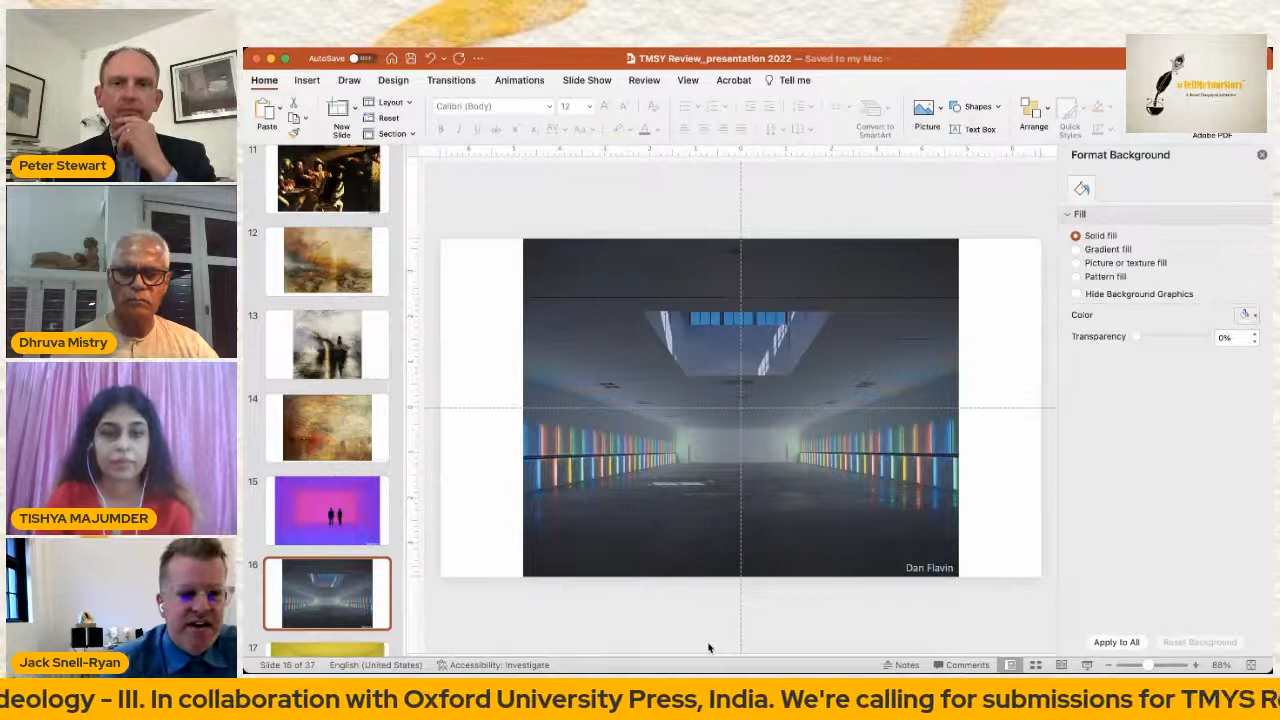 Peter Stewart
Dhruva Mistry
TISHYA MAJUMDER
Jack Snell-Ryan
AutoSave OFF
TMSY Review_presentation 2022 — Saved to my Mac
Home Insert Draw Design Transitions Animations Slide Show Review View Acrobat Tell me
Paste
New Slide
Layout
Reset
Section
Calibri (Body) 12
Convert to SmartArt
Picture
Shapes
Text Box
Arrange
Quick Styles
Adobe PDF
#TellMeYourStory
11
12
13
14
15
16
17
Dan Flavin
Format Background
Fill
Solid fill
Gradient fill
Picture or texture fill
Pattern fill
Hide Background Graphics
Color
Transparency 0%
Apply to All Reset Background
Slide 16 of 37 English (United States) Accessibility: Investigate Notes Comments 88%
deology - III. In collaboration with Oxford University Press, India. We're calling for submissions for TMYS R